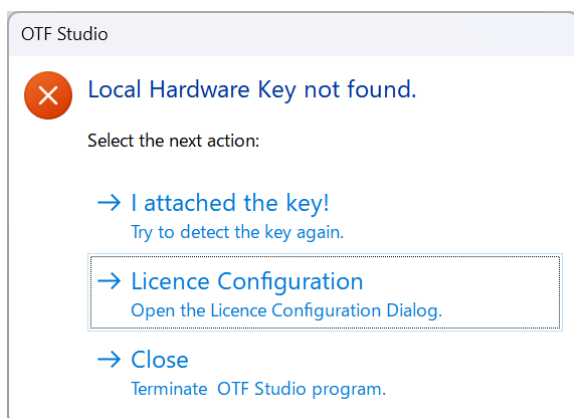 OTF Studio
Local Hardware Key not found.
Select the next action:
I attached the key!
Try to detect the key again.
Licence Configuration
Open the Licence Configuration Dialog.
Close
Terminate  OTF Studio program.